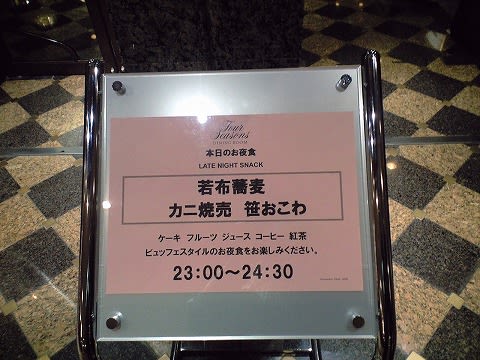 Four Seasons
DINING ROOM
本日のお夜食
LATE NIGHT SNACK
若布蕎麦
カニ焼売 笹おこわ
ケーキ フルーツ ジュース コーヒー 紅茶
ビュッフェスタイルのお夜食をお楽しみください。
23:00～24:30